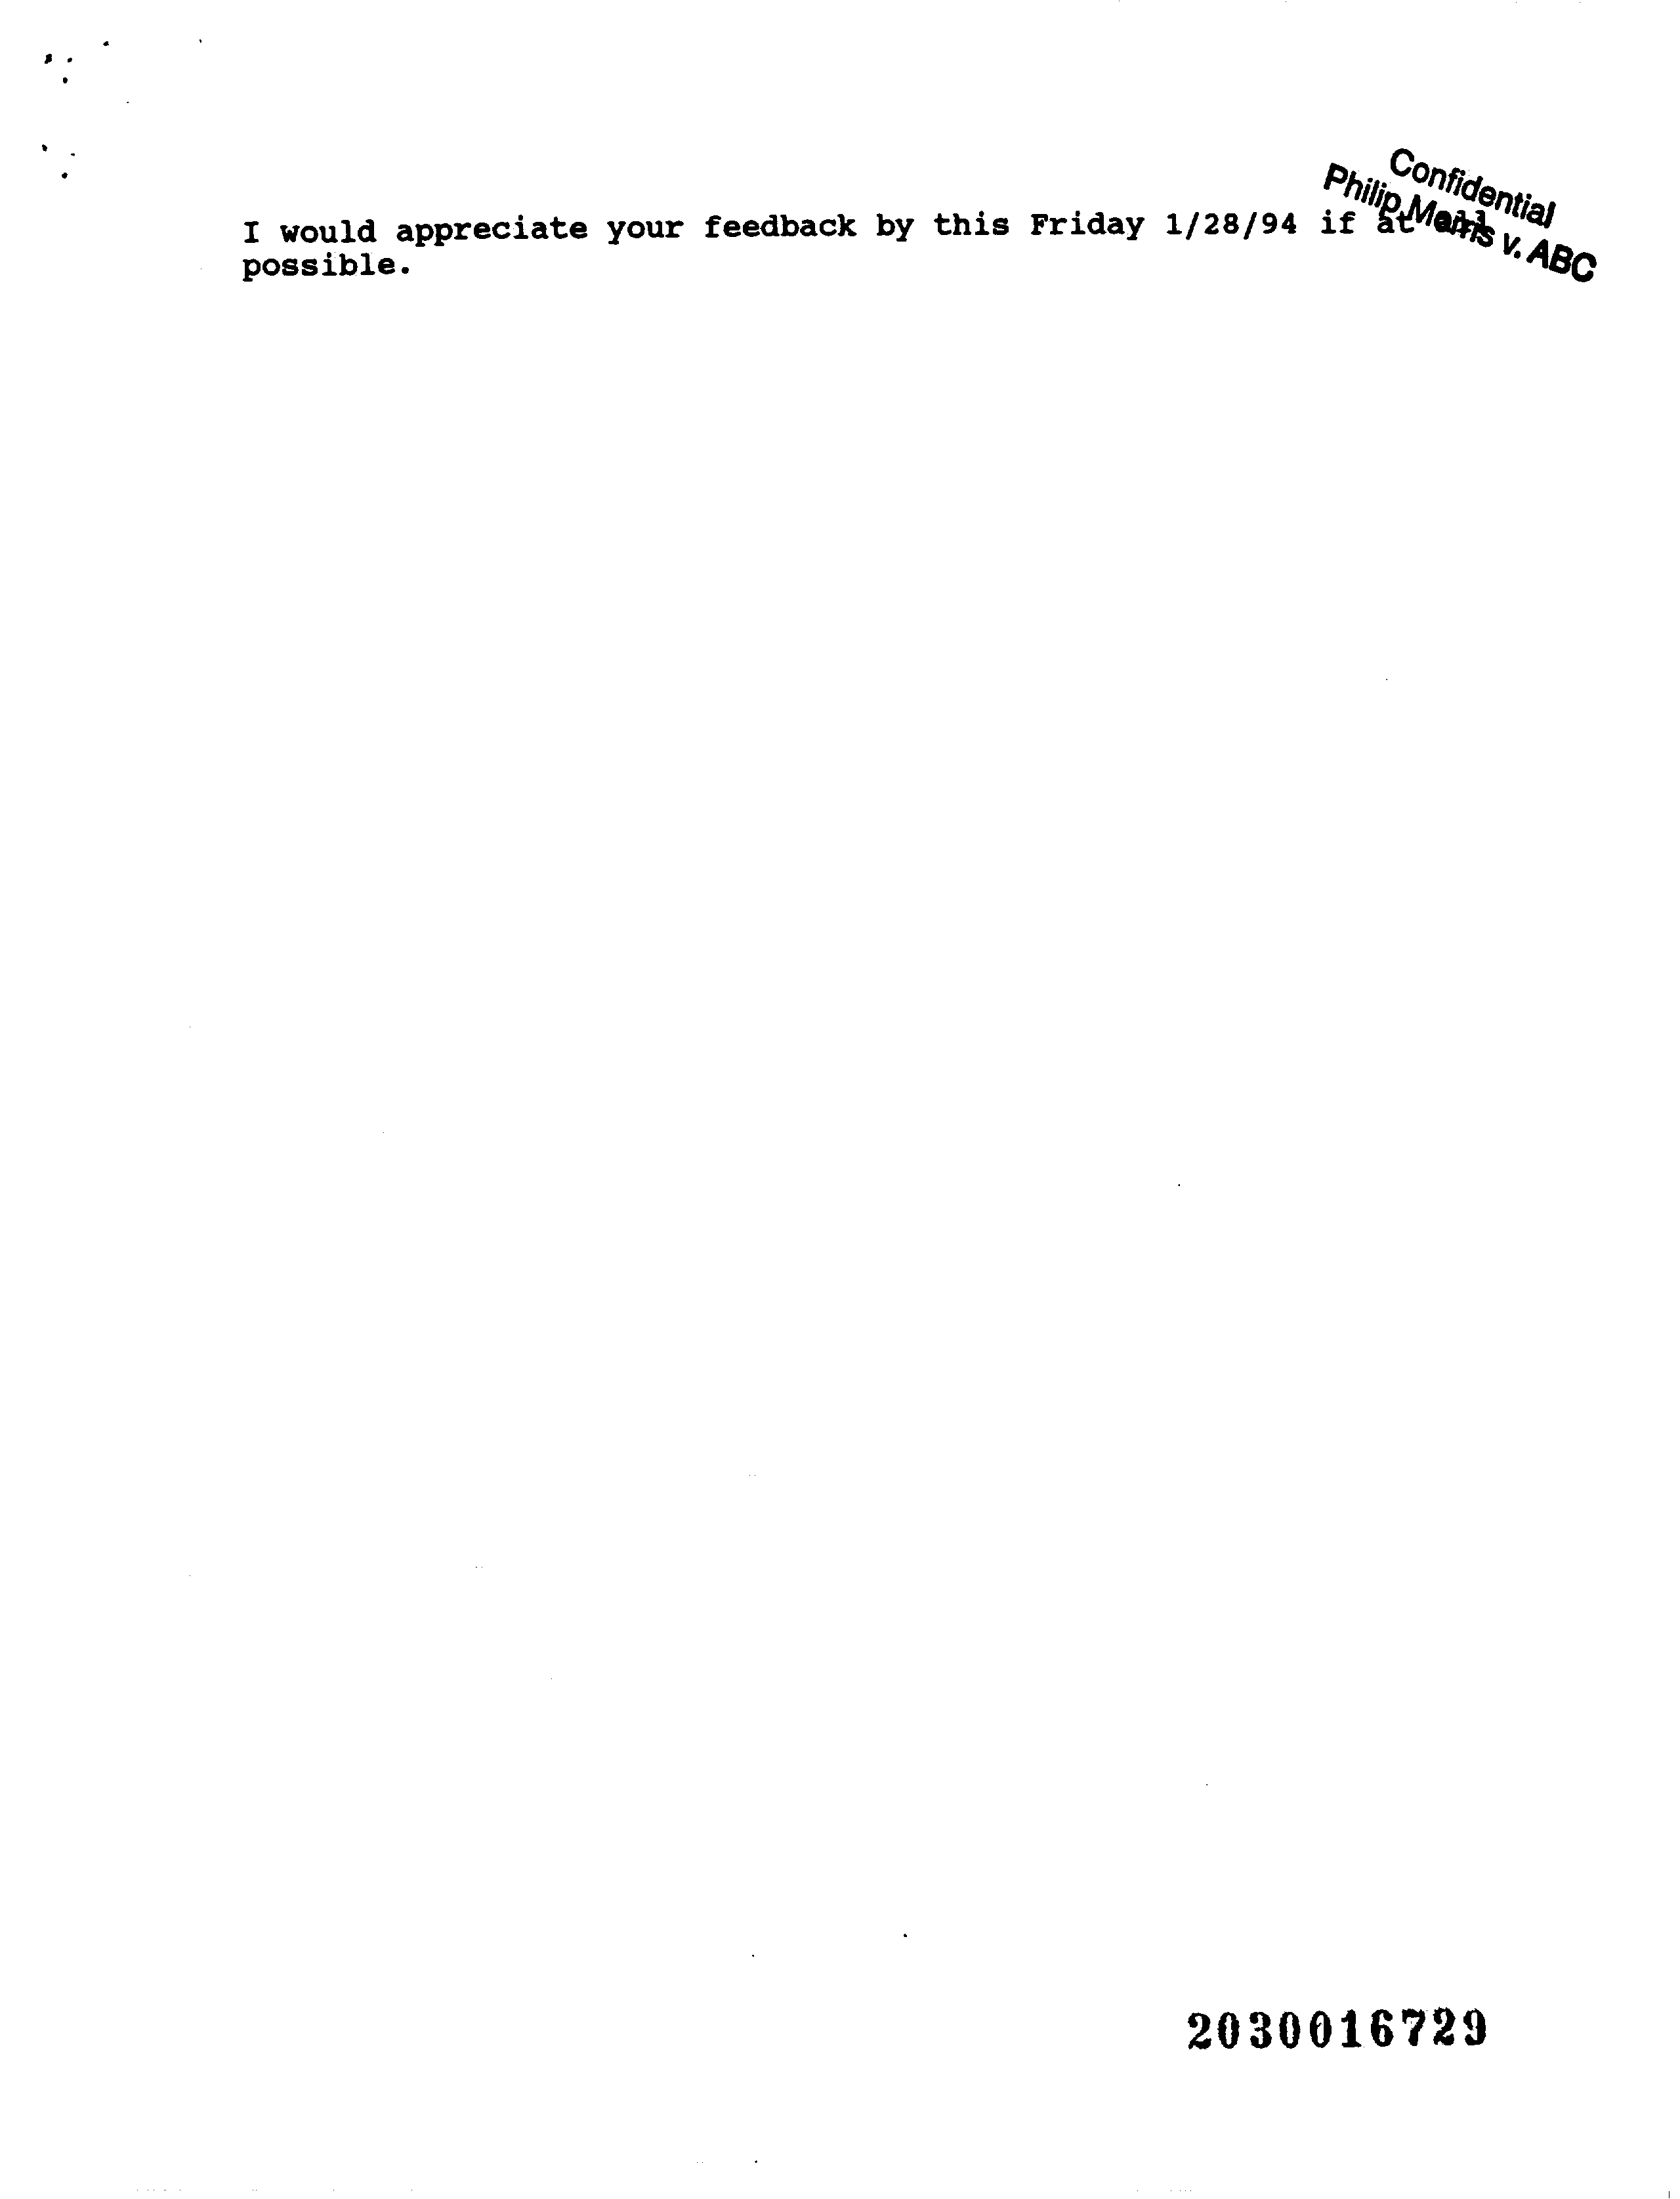 Confidential
Philip Morris v. ABC
I would appreciate your feedback by this Friday 1/28/94 if at all
possible.
2030016729